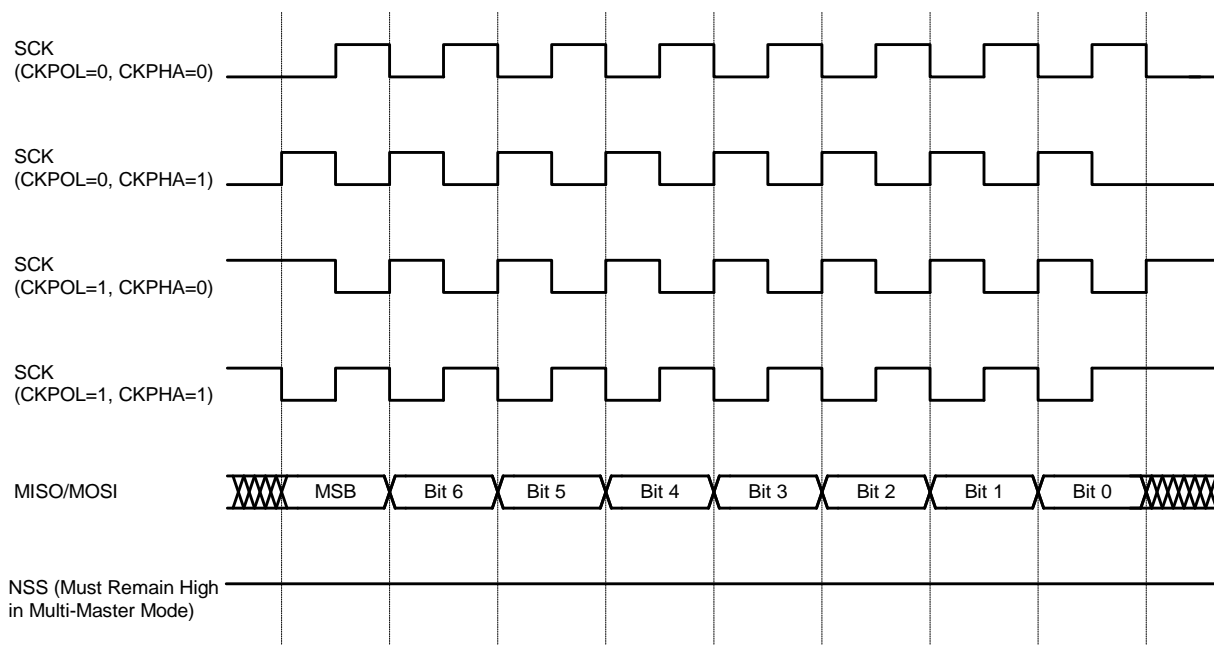 SCK
(CKPOL=0, CKPHA=0)
SCK
(CKPOL=0, CKPHA=1)
SCK
(CKPOL=1, CKPHA=0)
SCK
(CKPOL=1, CKPHA=1)
MISO/MOSI MSB Bit 6 Bit 5 Bit 4 Bit 3 Bit 2 Bit 1 Bit 0
NSS (Must Remain High
in Multi-Master Mode)